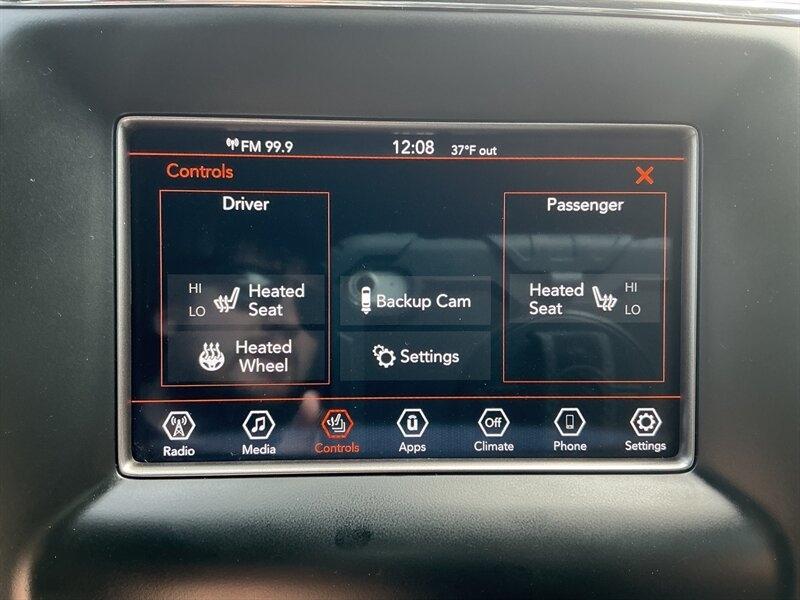 FM 99.9 12:08 37°F out
Controls
Driver
HI
LO
Heated
Seat
Heated
Wheel
Backup Cam
Settings
Passenger
Heated
Seat
HI
LO
Radio Media Controls Apps Off Climate Phone Settings